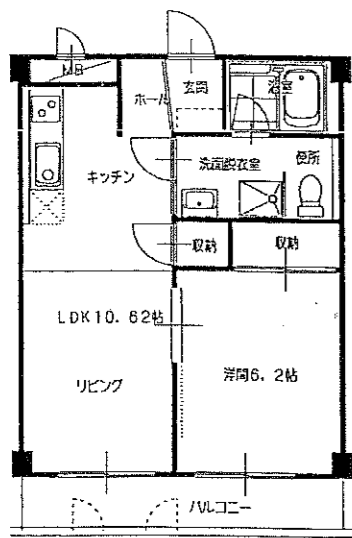 MB
ホール
玄関
浴室
キッチン
洗面脱衣室
便所
収納
収納
LDK10.62帖
洋間6.2帖
リビング
バルコニー